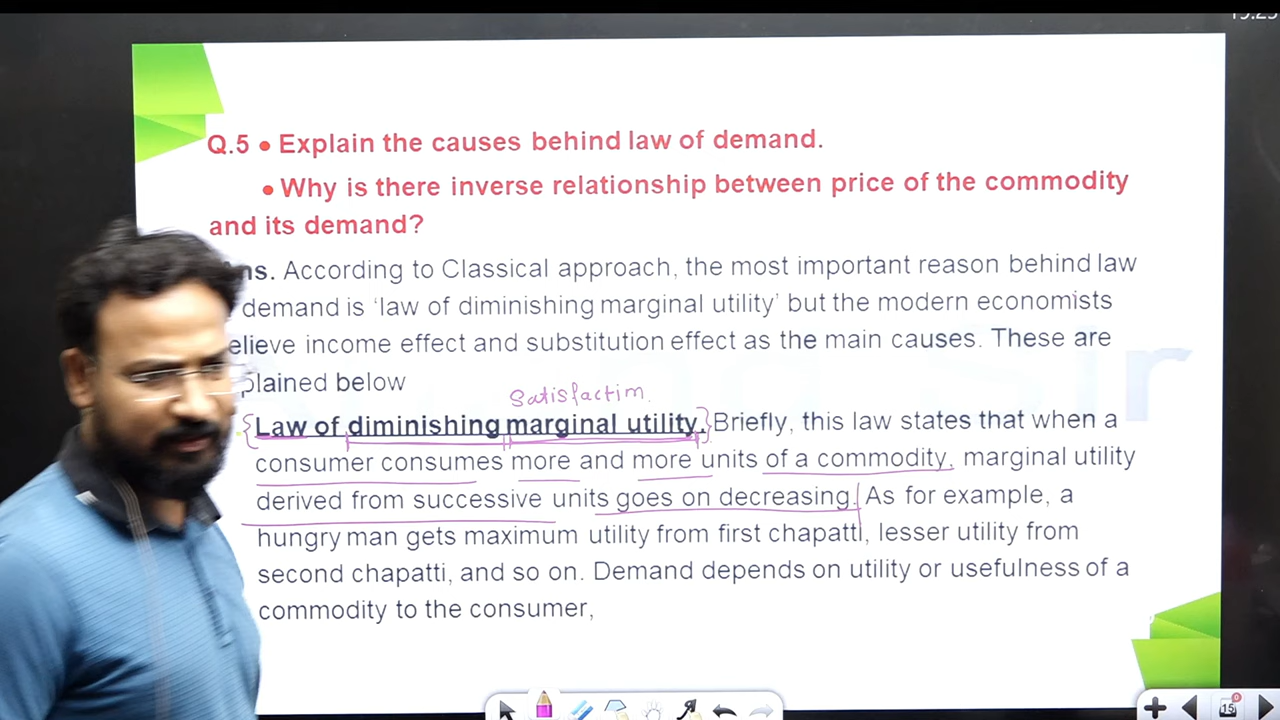 Q.5 • Explain the causes behind law of demand.
• Why is there inverse relationship between price of the commodity
and its demand?
ns. According to Classical approach, the most important reason behind law
demand is ‘law of diminishing marginal utility’ but the modern economists
elieve income effect and substitution effect as the main causes. These are
plained below
Satisfactim
Law of diminishing marginal utility. Briefly, this law states that when a
consumer consumes more and more units of a commodity, marginal utility
derived from successive units goes on decreasing. As for example, a
hungry man gets maximum utility from first chapatti, lesser utility from
second chapatti, and so on. Demand depends on utility or usefulness of a
commodity to the consumer,
15